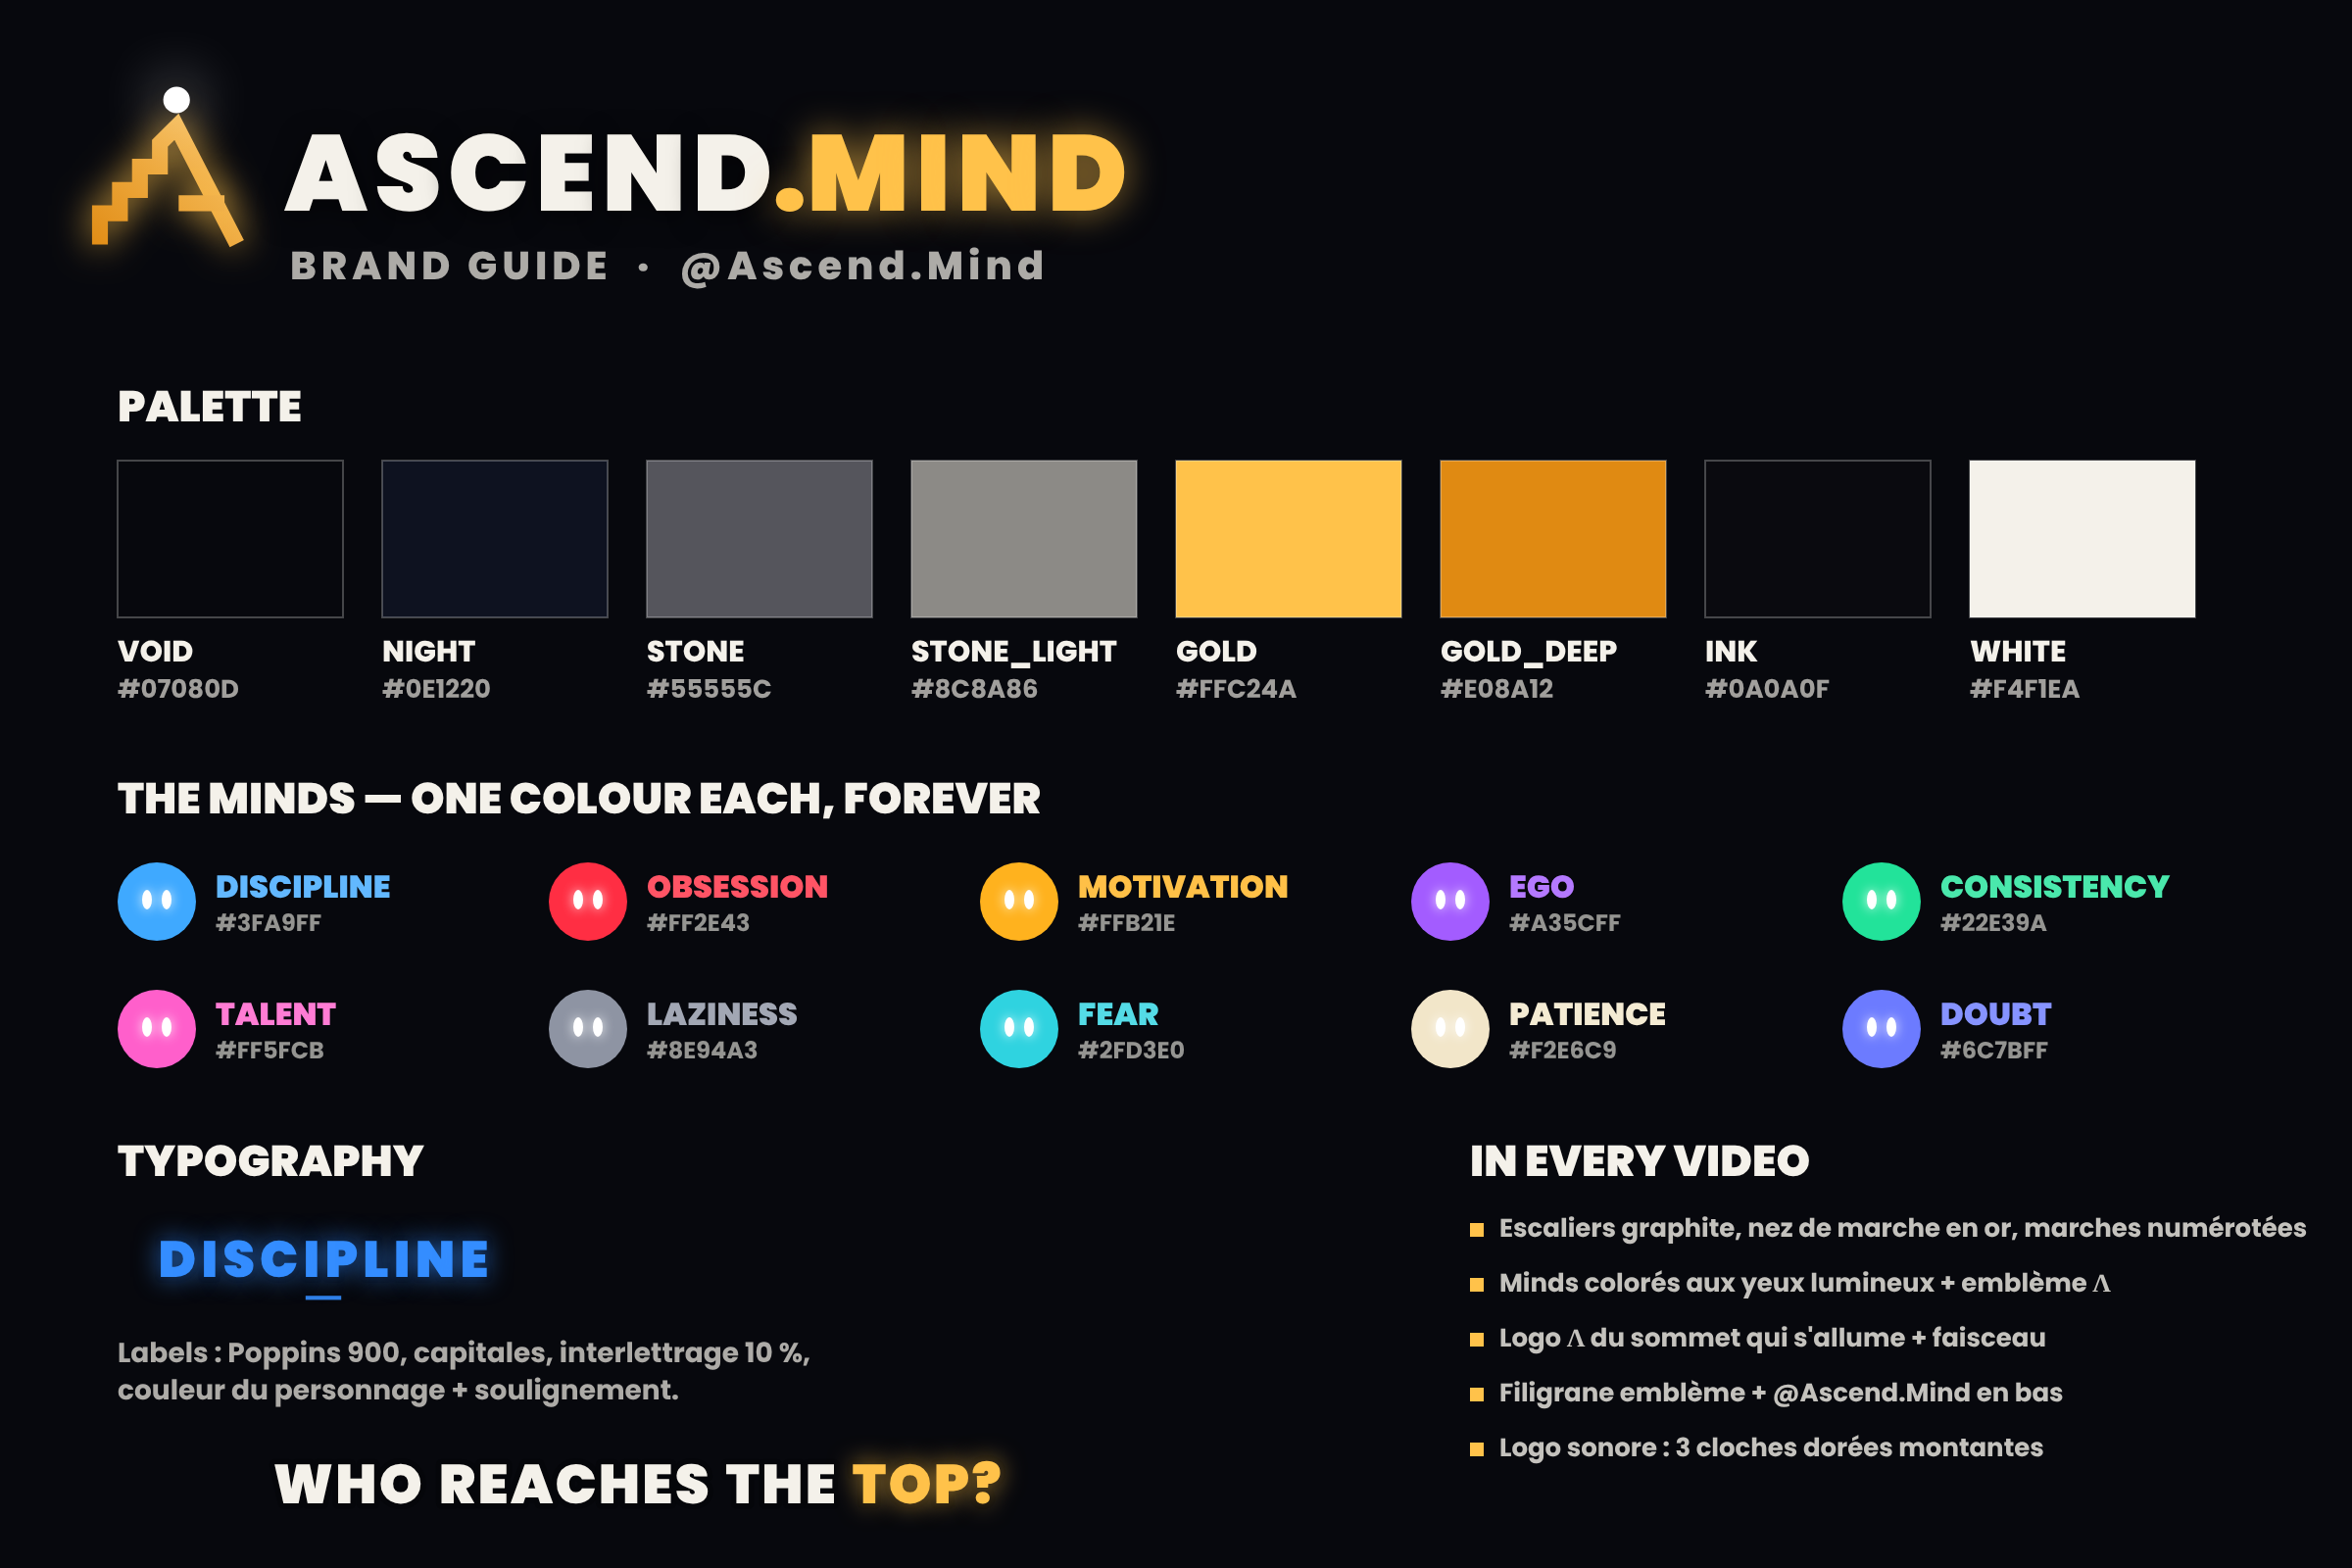 ASCEND.MIND
BRAND GUIDE · @Ascend.Mind
PALETTE
VOID
#07080D
NIGHT
#0E1220
STONE
#55555C
STONE_LIGHT
#8C8A86
GOLD
#FFC24A
GOLD_DEEP
#E08A12
INK
#0A0A0F
WHITE
#F4F1EA
THE MINDS — ONE COLOUR EACH, FOREVER
DISCIPLINE
#3FA9FF
OBSESSION
#FF2E43
MOTIVATION
#FFB21E
EGO
#A35CFF
CONSISTENCY
#22E39A
TALENT
#FF5FCB
LAZINESS
#8E94A3
FEAR
#2FD3E0
PATIENCE
#F2E6C9
DOUBT
#6C7BFF
TYPOGRAPHY
DISCIPLINE
Labels : Poppins 900, capitales, interlettrage 10 %,
couleur du personnage + soulignement.
WHO REACHES THE TOP?
IN EVERY VIDEO
Escaliers graphite, nez de marche en or, marches numérotées
Minds colorés aux yeux lumineux + emblème Λ
Logo Λ du sommet qui s'allume + faisceau
Filigrane emblème + @Ascend.Mind en bas
Logo sonore : 3 cloches dorées montantes